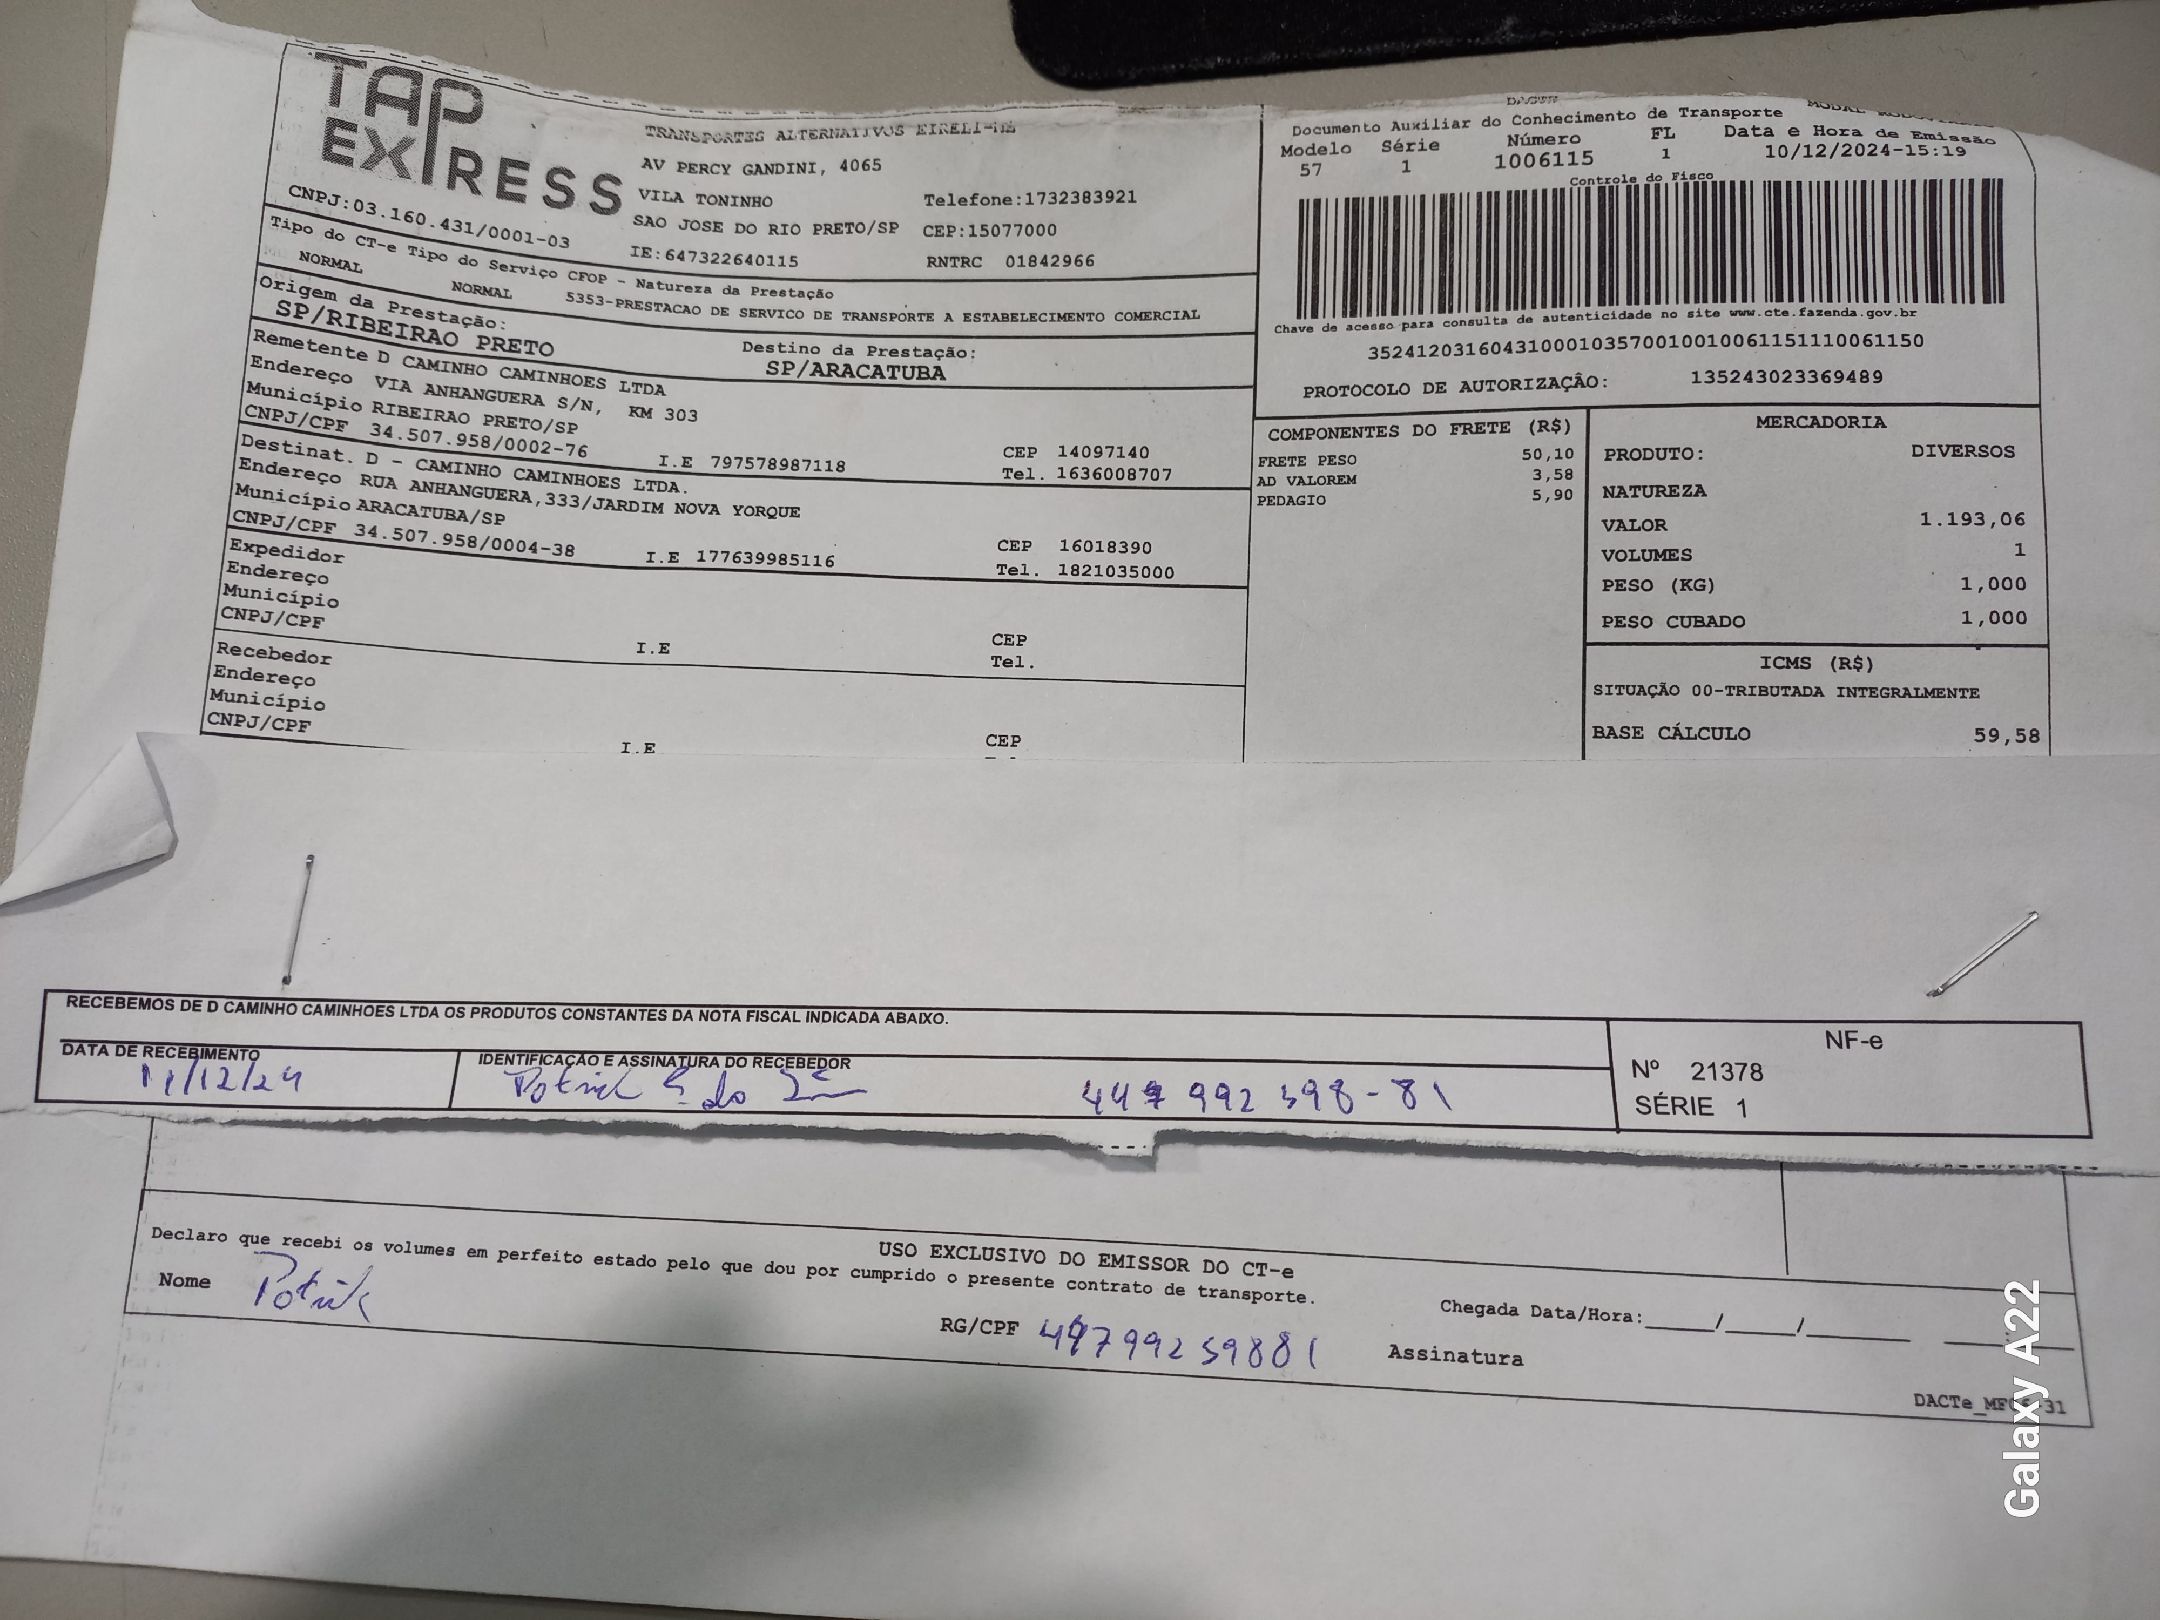 TAP EXPRESS
TRANSPORTES ALTERNATIVOS EIRELI-ME
AV PERCY GANDINI, 4065
VILA TONINHO Telefone:1732383921
SAO JOSE DO RIO PRETO/SP CEP:15077000
CNPJ:03.160.431/0001-03 IE:647322640115 RNTRC 01842966
Tipo do CT-e Tipo do Serviço CFOP - Natureza da Prestação
NORMAL NORMAL 5353-PRESTACAO DE SERVICO DE TRANSPORTE A ESTABELECIMENTO COMERCIAL
Origem da Prestação: Destino da Prestação:
SP/RIBEIRAO PRETO SP/ARACATUBA
Remetente D CAMINHO CAMINHOES LTDA
Endereço VIA ANHANGUERA S/N, KM 303
Município RIBEIRAO PRETO/SP CEP 14097140
CNPJ/CPF 34.507.958/0002-76 I.E 797578987118 Tel. 1636008707
Destinat. D - CAMINHO CAMINHOES LTDA.
Endereço RUA ANHANGUERA,333/JARDIM NOVA YORQUE
Município ARACATUBA/SP CEP 16018390
CNPJ/CPF 34.507.958/0004-38 I.E 177639985116 Tel. 1821035000
Expedidor
Endereço
Município CEP
CNPJ/CPF I.E Tel.
Recebedor
Endereço
Município CEP
CNPJ/CPF I.E
DACTE
Documento Auxiliar do Conhecimento de Transporte
Modelo Série Número FL Data e Hora de Emissão
57 1 1006115 1 10/12/2024-15:19
Controle do Fisco
Chave de acesso para consulta de autenticidade no site www.cte.fazenda.gov.br
35241203160431000103570010010061151110061150
PROTOCOLO DE AUTORIZAÇÂO: 135243023369489
COMPONENTES DO FRETE (R$)
FRETE PESO 50,10
AD VALOREM 3,58
PEDAGIO 5,90
MERCADORIA
PRODUTO: DIVERSOS
NATUREZA
VALOR 1.193,06
VOLUMES 1
PESO (KG) 1,000
PESO CUBADO 1,000
ICMS (R$)
SITUAÇÃO 00-TRIBUTADA INTEGRALMENTE
BASE CÁLCULO 59,58
RECEBEMOS DE D CAMINHO CAMINHOES LTDA OS PRODUTOS CONSTANTES DA NOTA FISCAL INDICADA ABAIXO.
DATA DE RECEBIMENTO IDENTIFICAÇÃO E ASSINATURA DO RECEBEDOR
11/12/24 447 992 398-81
NF-e
Nº 21378
SÉRIE 1
USO EXCLUSIVO DO EMISSOR DO CT-e
Declaro que recebi os volumes em perfeito estado pelo que dou por cumprido o presente contrato de transporte.
Nome Patrick RG/CPF 44799239881 Chegada Data/Hora:____/____/______
Assinatura
Galaxy A22